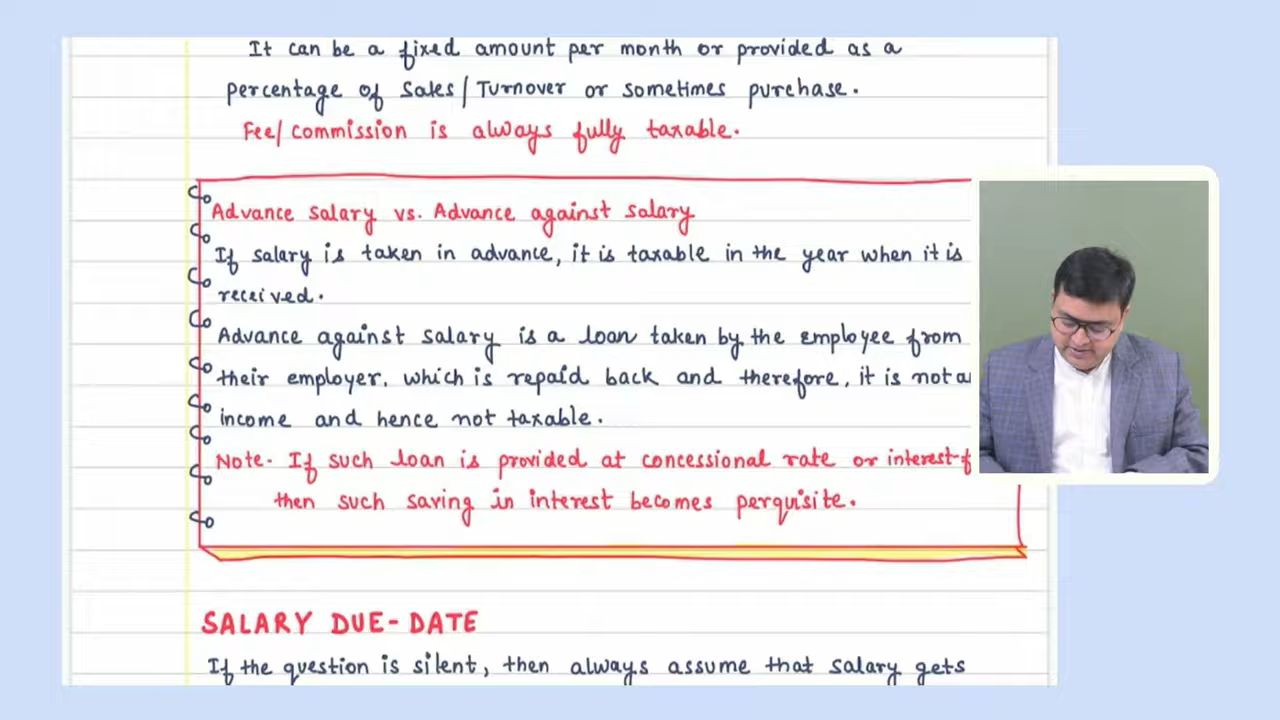 It can be a fixed amount per month or provided as a
percentage of Sales/Turnover or sometimes purchase.
Fee/Commission is always fully taxable.
Advance salary vs. Advance against salary
If salary is taken in advance, it is taxable in the year when it is
received.
Advance against salary is a loan taken by the employee from
their employer, which is repaid back and therefore, it is not a
income and hence not taxable.
Note. If such loan is provided at concessional rate or interest-
then such saving in interest becomes perquisite.
SALARY DUE-DATE
If the question is silent, then always assume that salary gets